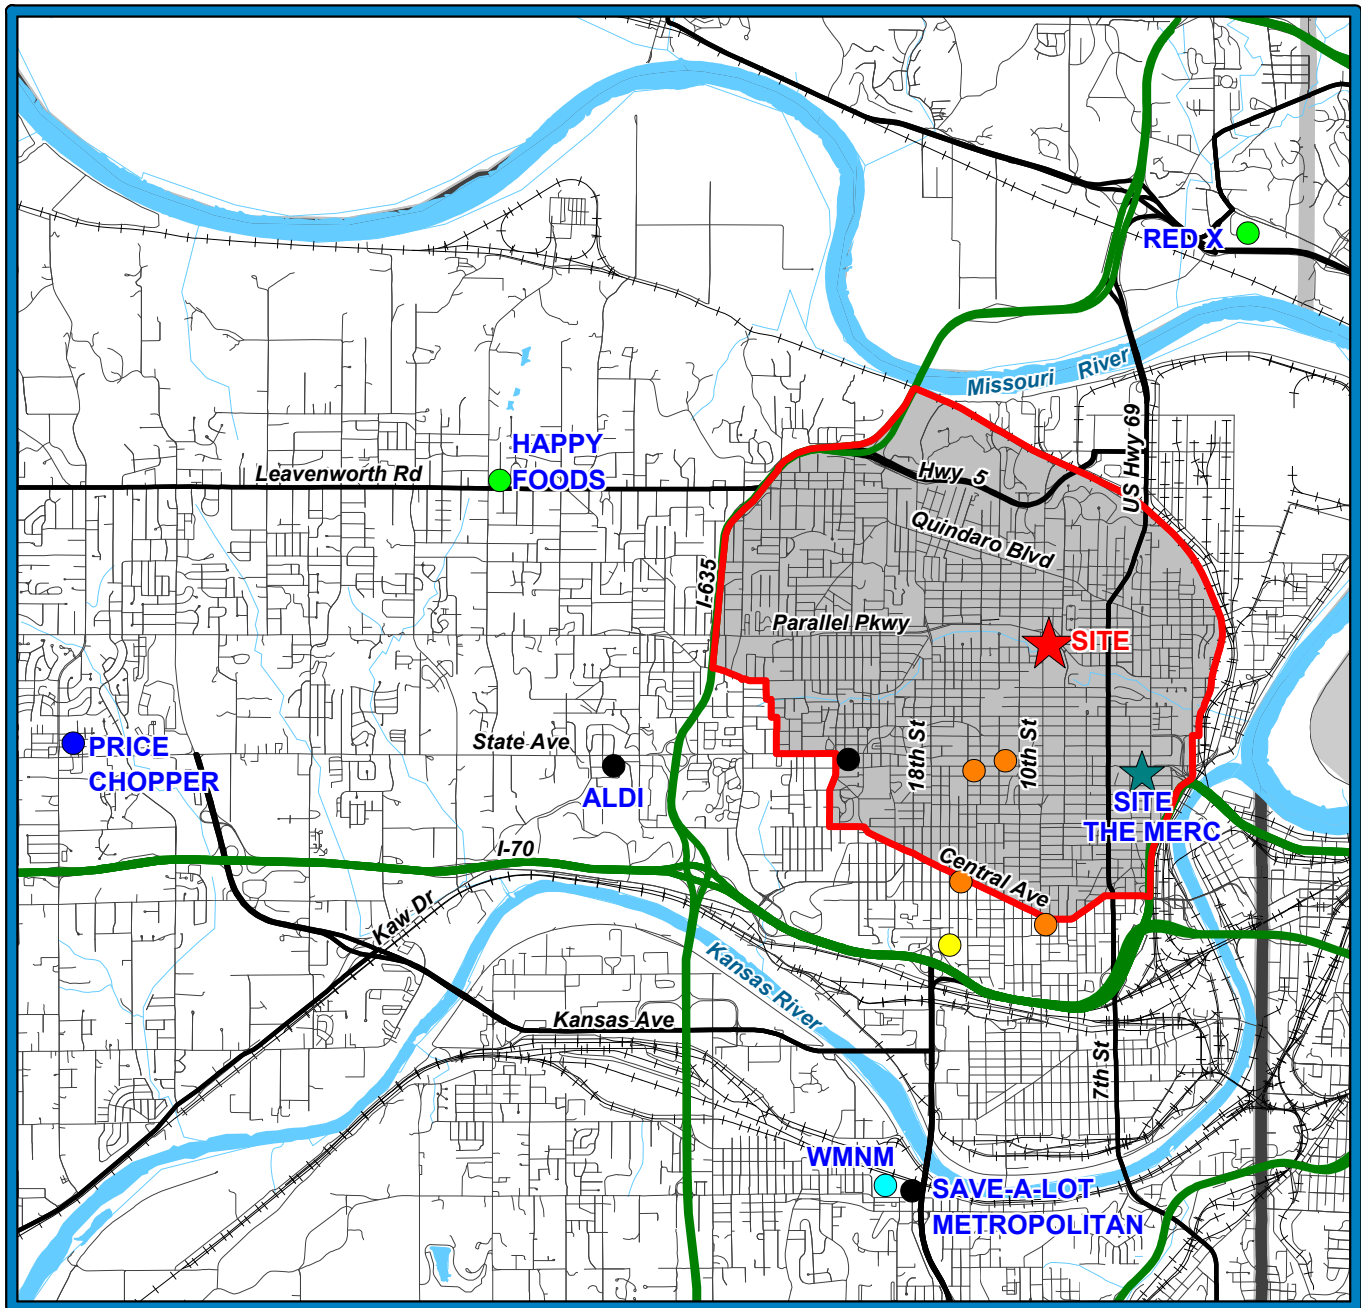 RED X
Missouri River
HAPPY
FOODS
Leavenworth Rd
US Hwy 69
Hwy 5
Quindaro Blvd
I-635
Parallel Pkwy
SITE
PRICE
CHOPPER
State Ave
ALDI
18th St
10th St
SITE
THE MERC
I-70
Central Ave
Kaw Dr
Kansas River
Kansas Ave
7th St
WMNM
SAVE-A-LOT
METROPOLITAN